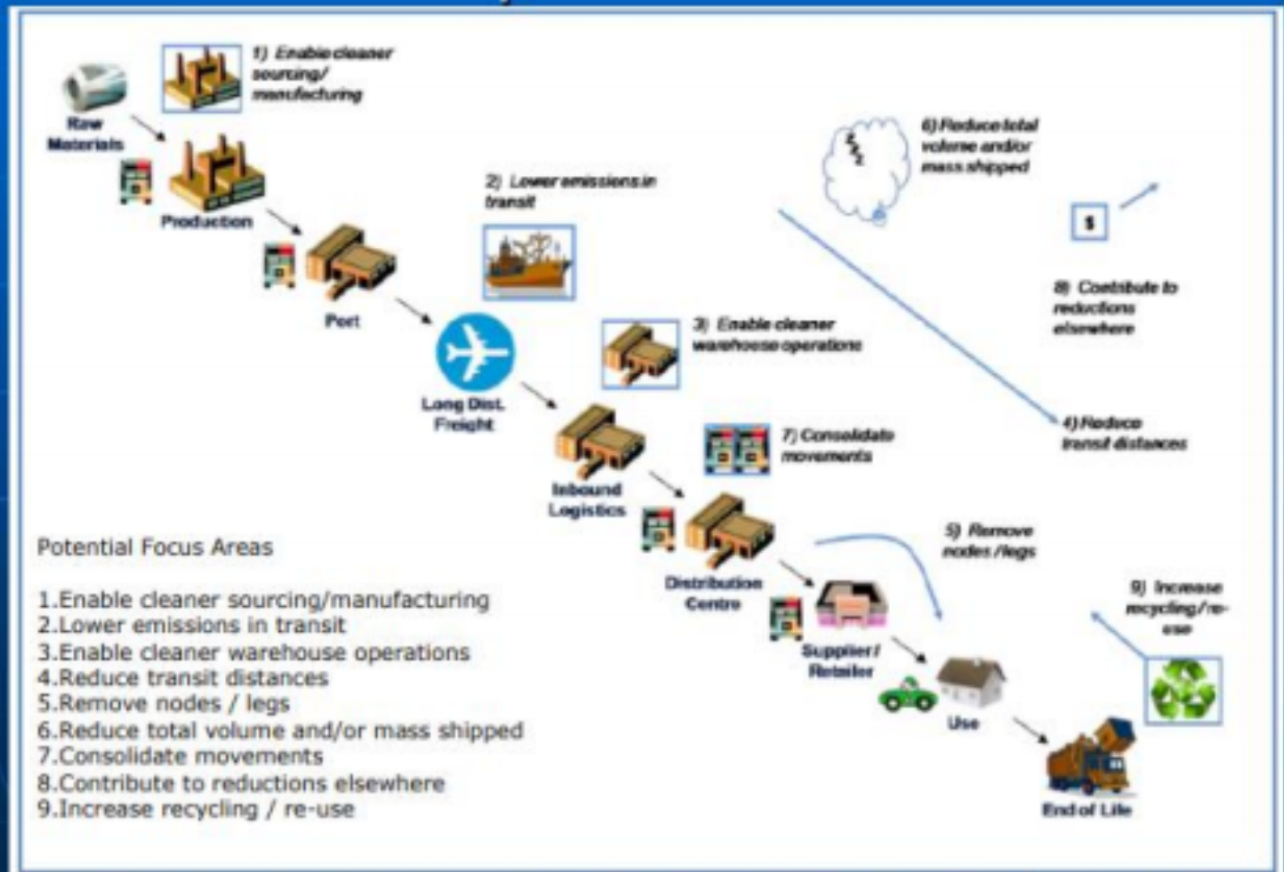 1) Enable cleaner
sourcing/
manufacturing
Raw
Materials
Production
2) Lower emissions in
transit
Port
6) Reduce total
volume and/or
mass shipped
$
8) Contribute to
reductions
elsewhere
3) Enable cleaner
warehouse operations
Long Dist.
Freight
4) Reduce
transit distances
7) Consolidate
movements
Inbound
Logistics
5) Remove
nodes / legs
Distribution
Centre
9) Increase
recycling/re-
use
Supplier/
Retailer
Use
End of Life
Potential Focus Areas
1.Enable cleaner sourcing/manufacturing
2.Lower emissions in transit
3.Enable cleaner warehouse operations
4.Reduce transit distances
5.Remove nodes / legs
6.Reduce total volume and/or mass shipped
7.Consolidate movements
8.Contribute to reductions elsewhere
9.Increase recycling / re-use